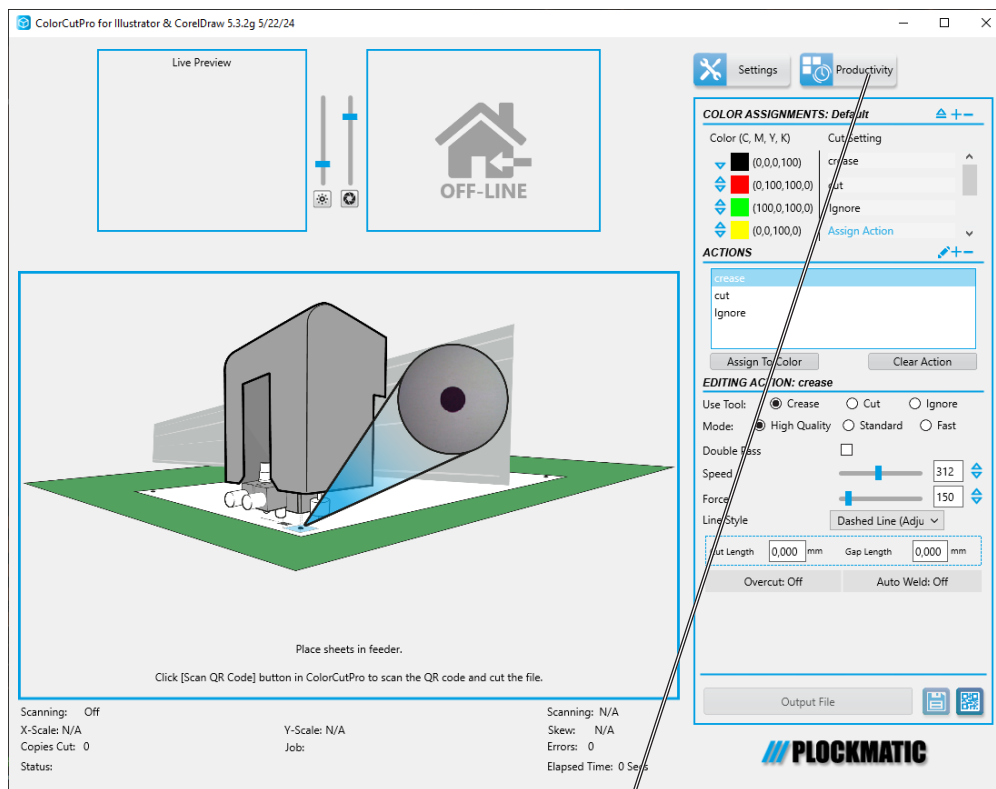 ColorCutPro for Illustrator & CorelDraw 5.3.2g 5/22/24
Live Preview
OFF-LINE
Settings
Productivity
COLOR ASSIGNMENTS: Default
Color (C, M, Y, K) Cut Setting
(0,0,0,100) crease
(0,100,100,0) cut
(100,0,100,0) Ignore
(0,0,100,0) Assign Action
ACTIONS
crease
cut
Ignore
Assign To Color Clear Action
EDITING ACTION: crease
Use Tool: Crease Cut Ignore
Mode: High Quality Standard Fast
Double Pass
Speed 312
Force 150
Line Style Dashed Line (Adju
Cut Length 0,000 mm Gap Length 0,000 mm
Overcut: Off Auto Weld: Off
Output File
Place sheets in feeder.
Click [Scan QR Code] button in ColorCutPro to scan the QR code and cut the file.
Scanning: Off Scanning: N/A
X-Scale: N/A Y-Scale: N/A Skew: N/A
Copies Cut: 0 Job: Errors: 0
Status: Elapsed Time: 0 Secs
PLOCKMATIC